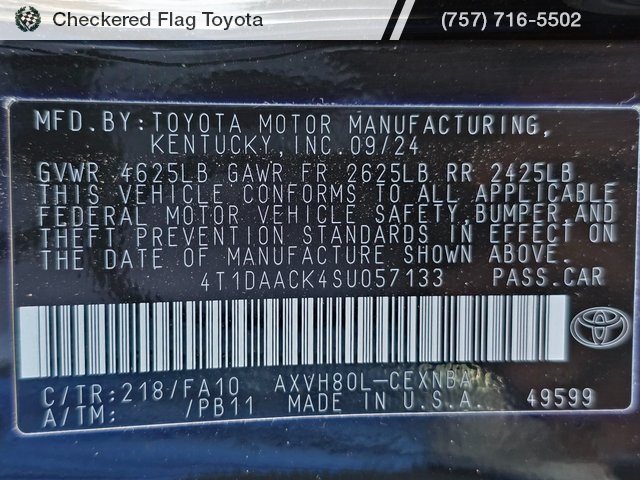 Checkered Flag Toyota
(757) 716-5502
MFD.BY:TOYOTA MOTOR MANUFACTURING,
KENTUCKY,INC.09/24
GVWR 4625LB GAWR FR 2625LB RR 2425LB
THIS VEHICLE CONFORMS TO ALL APPLICABLE
FEDERAL MOTOR VEHICLE SAFETY,BUMPER,AND
THEFT PREVENTION STANDARDS IN EFFECT ON
THE DATE OF MANUFACTURE SHOWN ABOVE.
4T1DAACK4SU057133 PASS.CAR
C/TR:218/FA10 AXVH80L-CEXNBA
A/TM: /PB11 MADE IN U.S.A. 49599